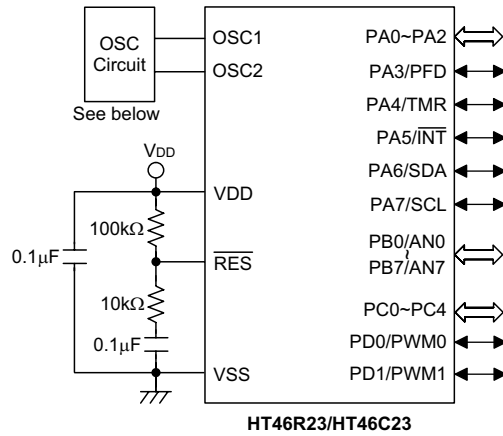 OSC
Circuit
See below
OSC1
OSC2
VDD
VDD
100kΩ
0.1μF
RES
10kΩ
0.1μF
VSS
PA0~PA2
PA3/PFD
PA4/TMR
PA5/INT
PA6/SDA
PA7/SCL
PB0/AN0
~
PB7/AN7
PC0~PC4
PD0/PWM0
PD1/PWM1
HT46R23/HT46C23